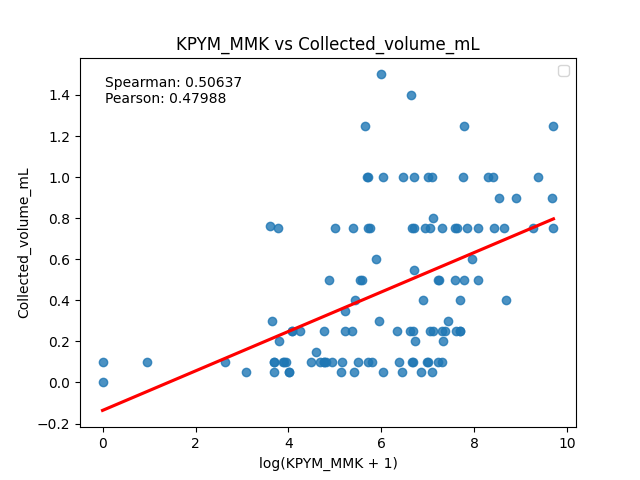 KPYM_MMK vs Collected_volume_mL
Spearman: 0.50637
Pearson: 0.47988
Collected_volume_mL
1.4
1.2
1.0
0.8
0.6
0.4
0.2
0.0
−0.2
0 2 4 6 8 10
log(KPYM_MMK + 1)